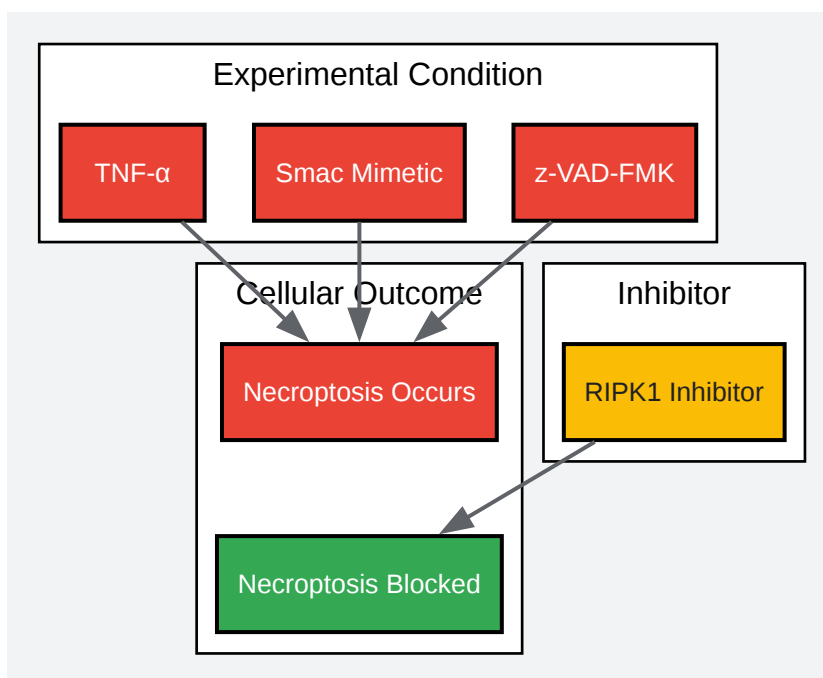 Experimental Condition
TNF-α
Smac Mimetic
z-VAD-FMK
Cellular Outcome
Inhibitor
Necroptosis Occurs
RIPK1 Inhibitor
Necroptosis Blocked